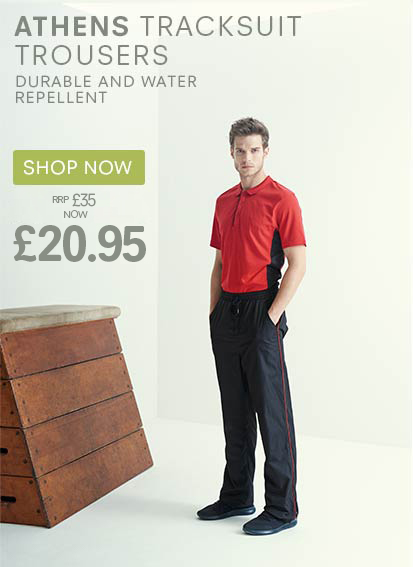 ATHENS TRACKSUIT
TROUSERS
DURABLE AND WATER
REPELLENT
SHOP NOW
RRP £35
NOW
£20.95